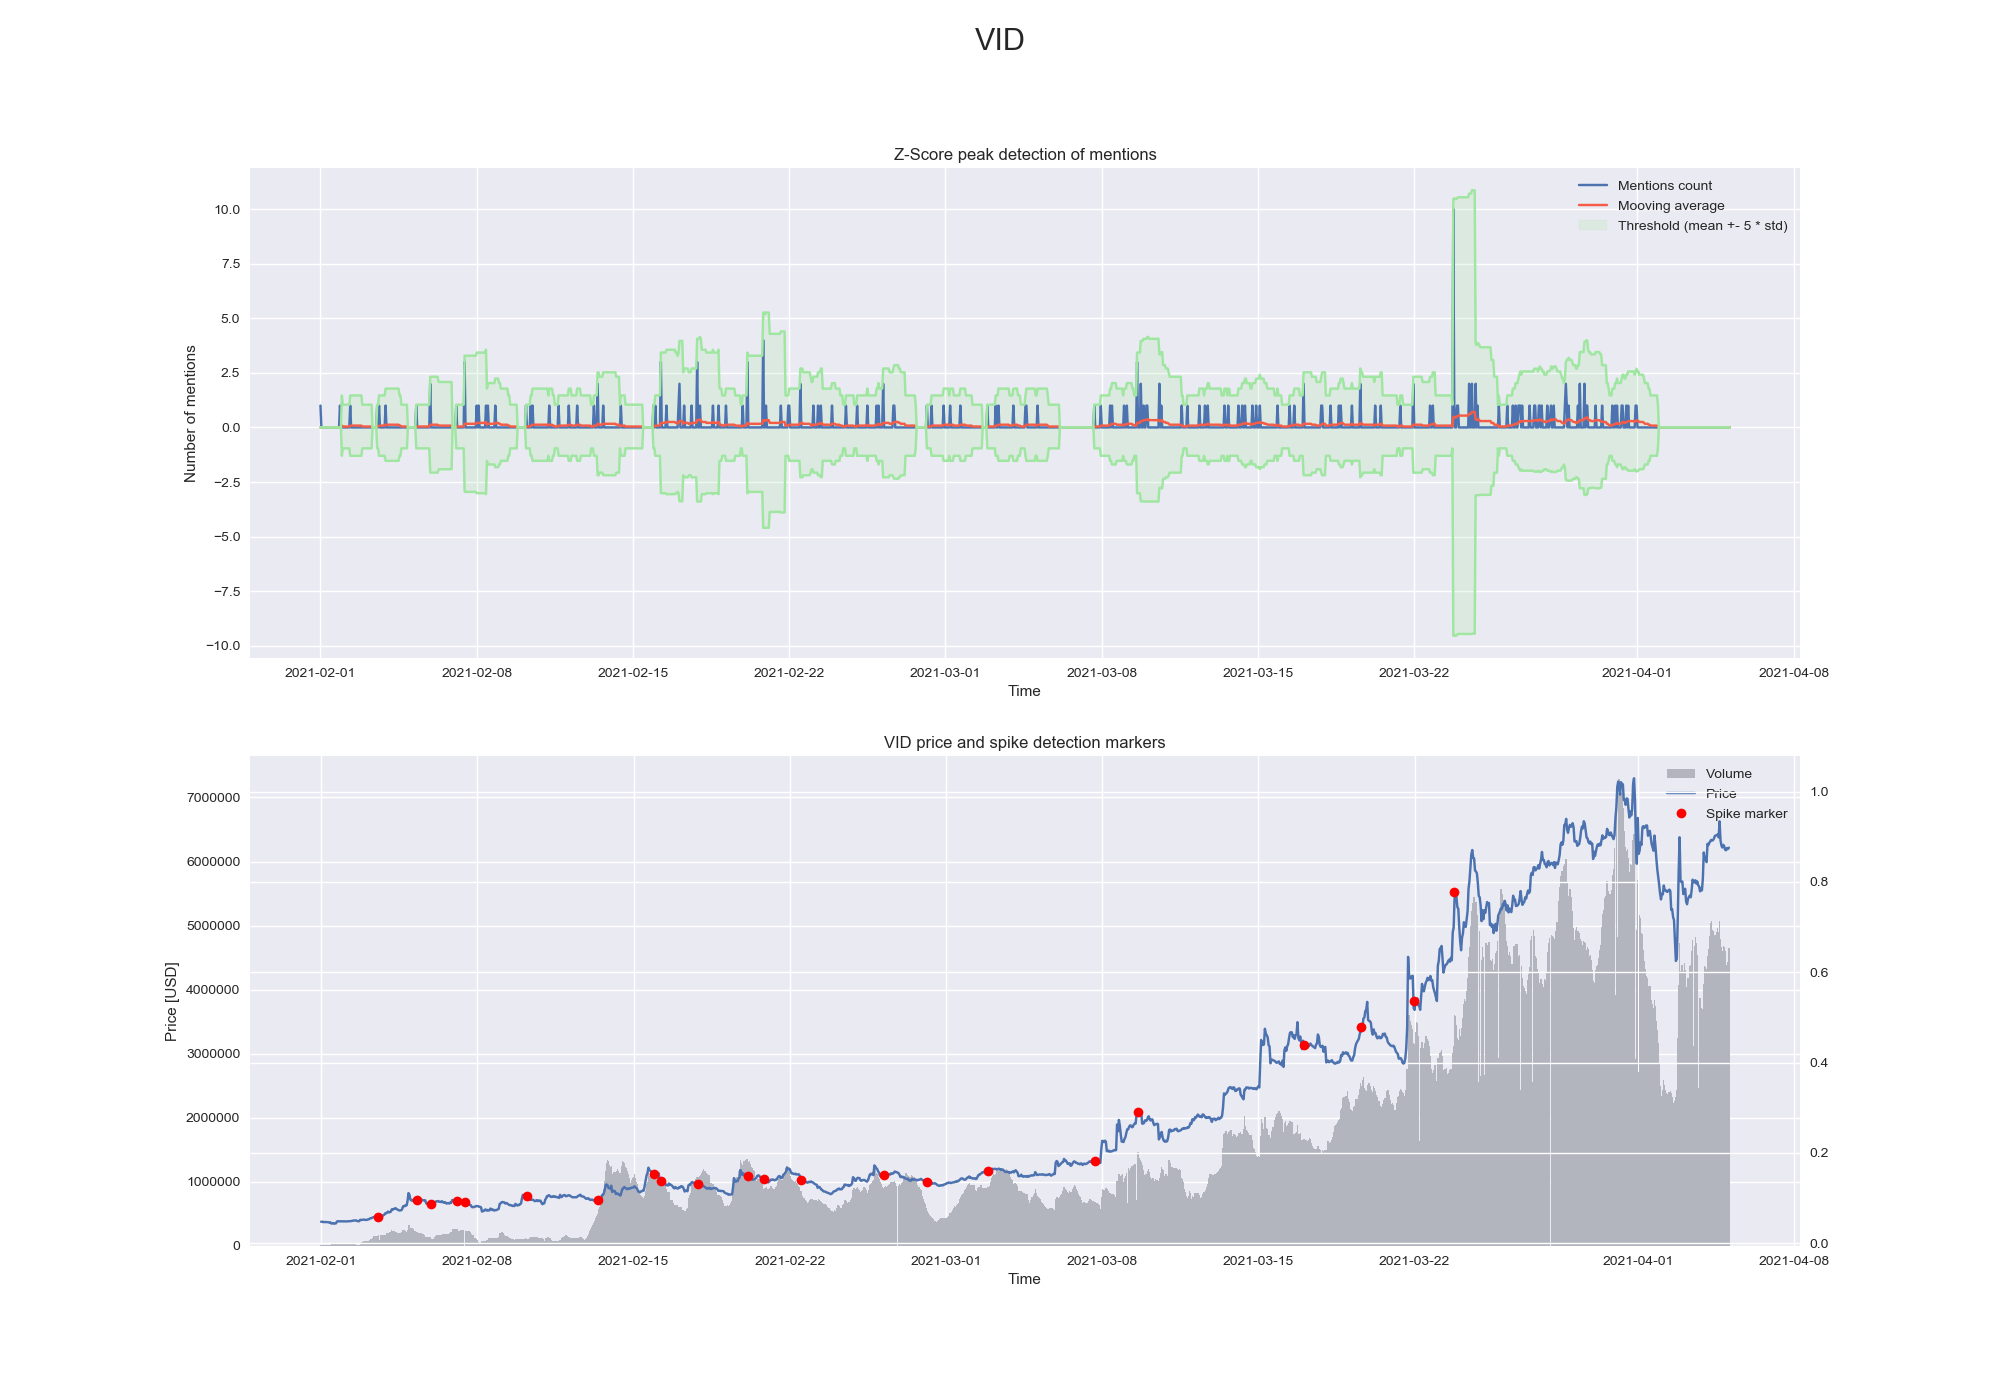 VID
Z-Score peak detection of mentions
Mentions count
Mooving average
Threshold (mean +- 5 * std)
Number of mentions
10.0
7.5
5.0
2.5
0.0
−2.5
−5.0
−7.5
−10.0
2021-02-01 2021-02-08 2021-02-15 2021-02-22 2021-03-01 2021-03-08 2021-03-15 2021-03-22 2021-04-01 2021-04-08
Time
VID price and spike detection markers
Volume
Price
Spike marker
Price [USD]
7000000
6000000
5000000
4000000
3000000
2000000
1000000
0
1.0
0.8
0.6
0.4
0.2
0.0
2021-02-01 2021-02-08 2021-02-15 2021-02-22 2021-03-01 2021-03-08 2021-03-15 2021-03-22 2021-04-01 2021-04-08
Time